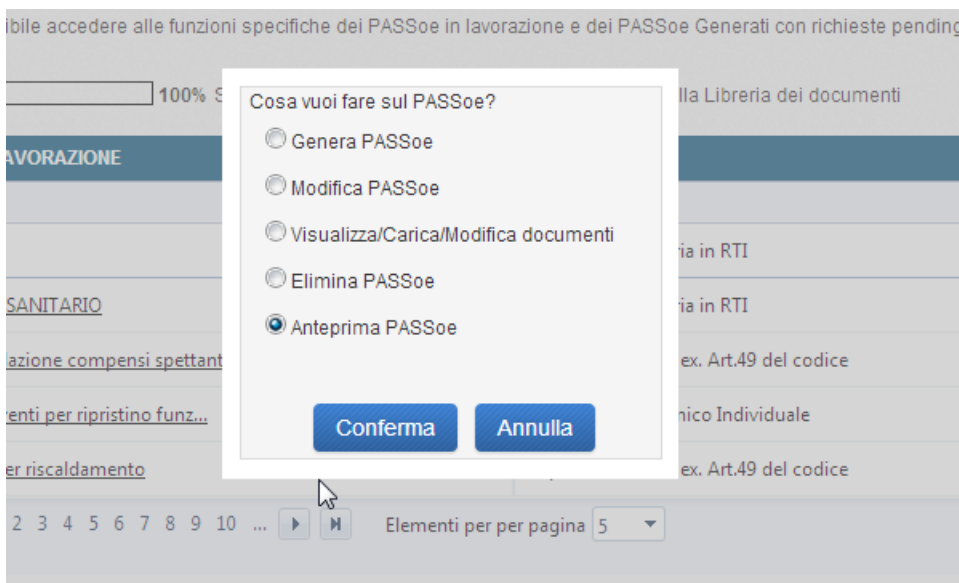 ibile accedere alle funzioni specifiche dei PASSoe in lavorazione e dei PASSoe Generati con richieste pending
100% S
lla Libreria dei documenti
AVORAZIONE
Cosa vuoi fare sul PASSoe?
Genera PASSoe
Modifica PASSoe
Visualizza/Carica/Modifica documenti
Elimina PASSoe
Anteprima PASSoe
Conferma Annulla
ria in RTI
SANITARIO
ria in RTI
lazione compensi spettant
ex. Art.49 del codice
enti per ripristino funz...
nico Individuale
er riscaldamento
ex. Art.49 del codice
2 3 4 5 6 7 8 9 10 ... Elementi per per pagina 5